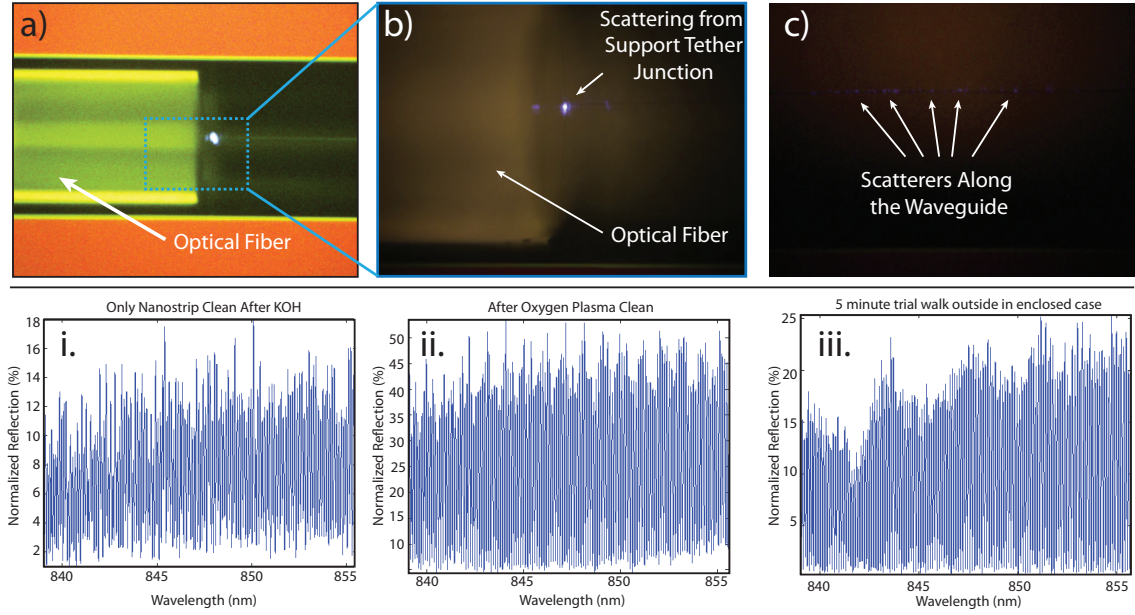 a)
Optical Fiber
b)
Scattering from
Support Tether
Junction
Optical Fiber
c)
Scatterers Along
the Waveguide
Only Nanostrip Clean After KOH
i.
Normalized Reflection (%)
18
16
14
12
10
8
6
4
2
840
845
850
855
Wavelength (nm)
After Oxygen Plasma Clean
ii.
Normalized Reflection (%)
50
45
40
35
30
25
20
15
10
5
840
845
850
855
Wavelength (nm)
5 minute trial walk outside in enclosed case
iii.
Normalized Reflection (%)
25
20
15
10
5
840
845
850
855
Wavelength (nm)